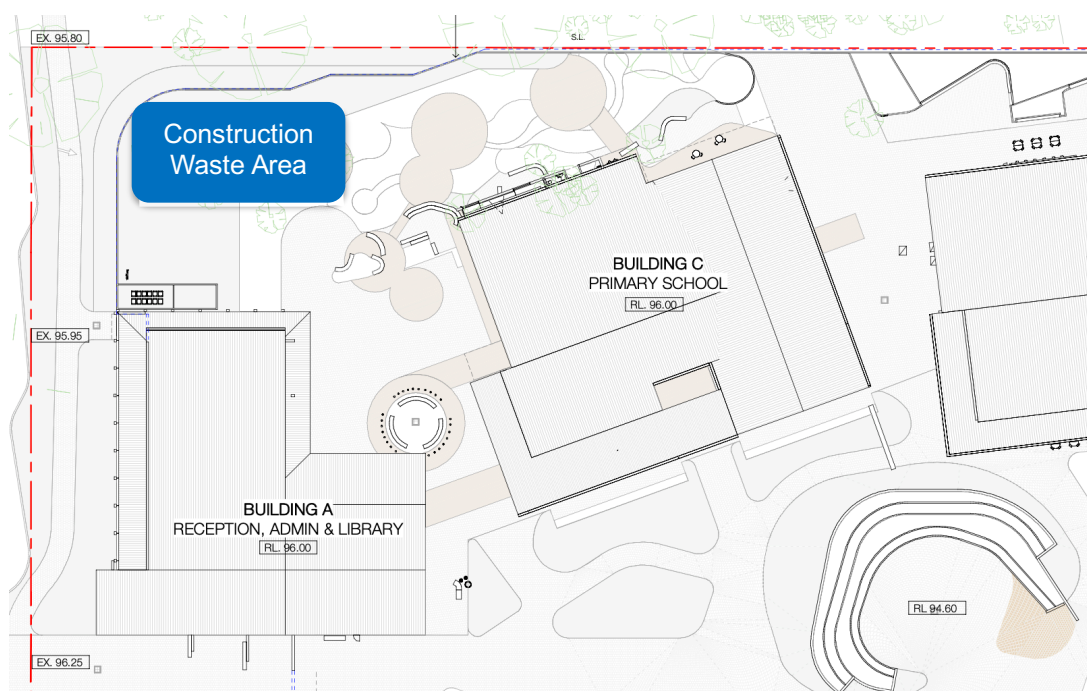 EX. 95.80
S.L.
Construction
Waste Area
BUILDING C
PRIMARY SCHOOL
RL. 96.00
EX. 95.95
BUILDING A
RECEPTION, ADMIN & LIBRARY
RL. 96.00
RL 94.60
EX. 96.25